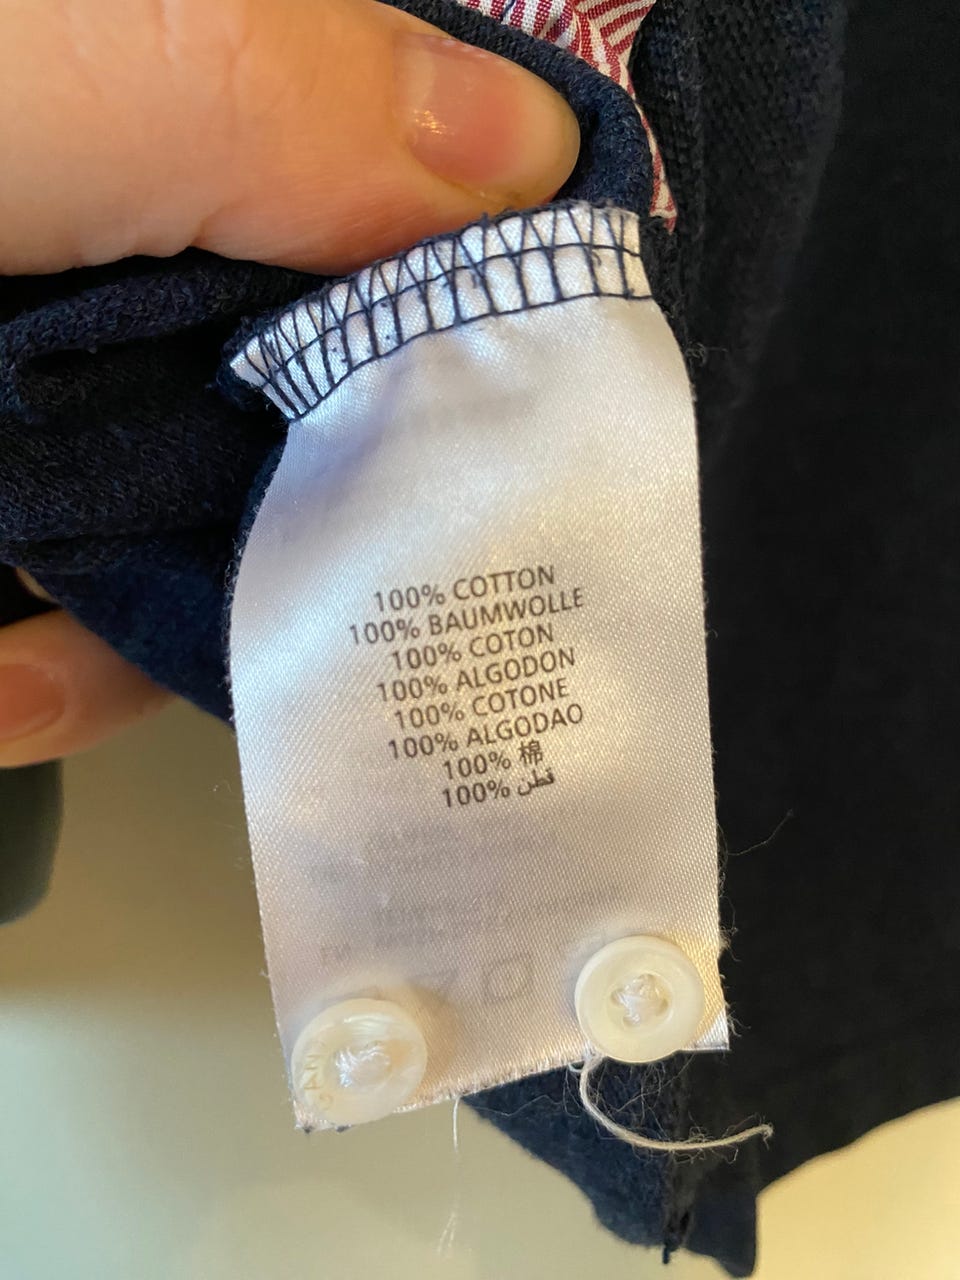 100% COTTON
100% BAUMWOLLE
100% COTON
100% ALGODON
100% COTONE
100% ALGODAO
100% 棉
100% قطن